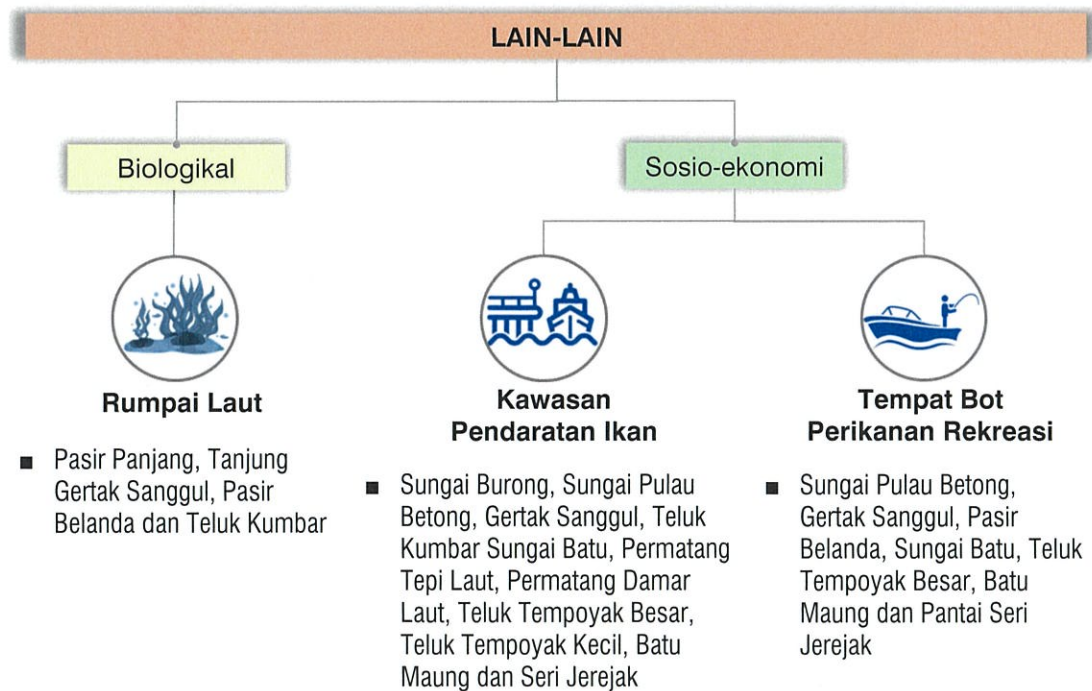 LAIN-LAIN
Biologikal
Sosio-ekonomi
Rumpai Laut
■ Pasir Panjang, Tanjung
Gertak Sanggul, Pasir
Belanda dan Teluk Kumbar
Kawasan
Pendaratan Ikan
■ Sungai Burong, Sungai Pulau
Betong, Gertak Sanggul, Teluk
Kumbar Sungai Batu, Permatang
Tepi Laut, Permatang Damar
Laut, Teluk Tempoyak Besar,
Teluk Tempoyak Kecil, Batu
Maung dan Seri Jerejak
Tempat Bot
Perikanan Rekreasi
■ Sungai Pulau Betong,
Gertak Sanggul, Pasir
Belanda, Sungai Batu, Teluk
Tempoyak Besar, Batu
Maung dan Pantai Seri
Jerejak